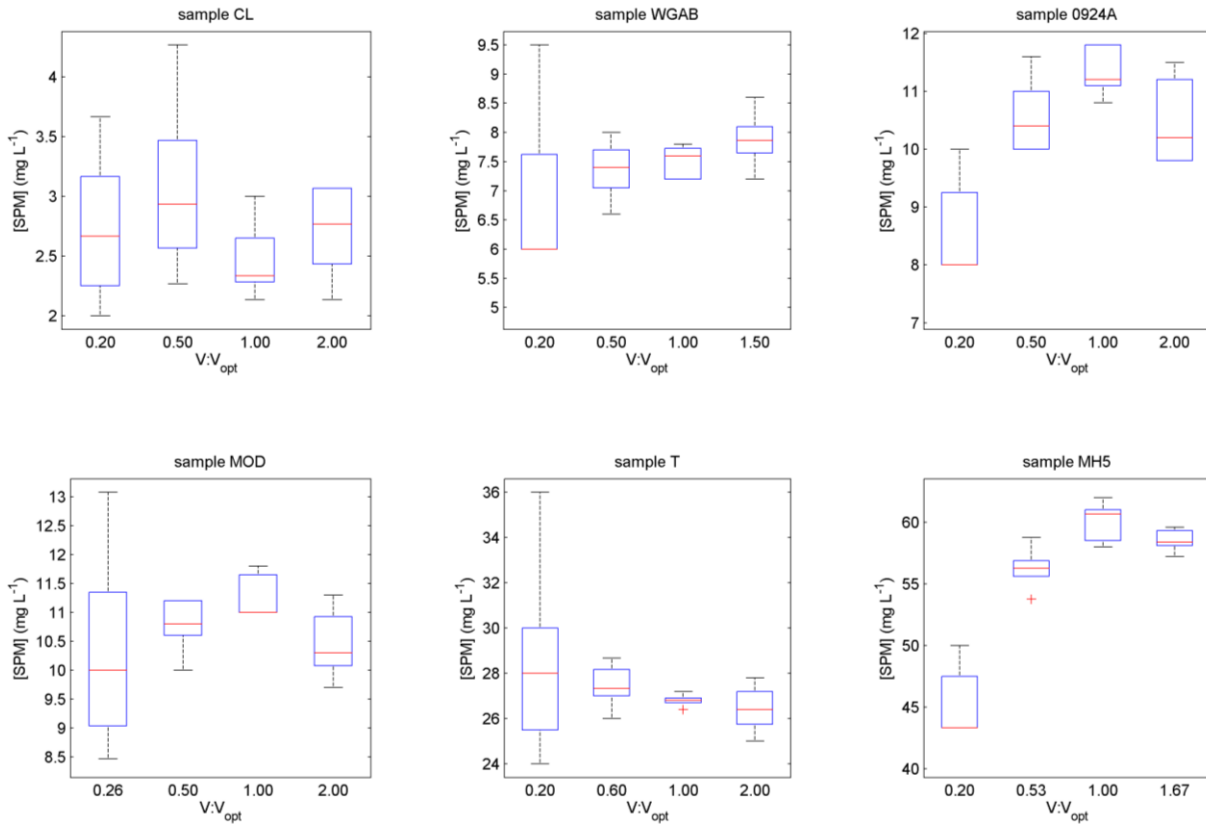 sample CL
4
3.5
3
2.5
2
[SPM] (mg L⁻¹)
0.20 0.50 1.00 2.00
V:Vopt
sample WGAB
9.5
9
8.5
8
7.5
7
6.5
6
5.5
5
[SPM] (mg L⁻¹)
0.20 0.50 1.00 1.50
V:Vopt
sample 0924A
12
11
10
9
8
7
[SPM] (mg L⁻¹)
0.20 0.50 1.00 2.00
V:Vopt
sample MOD
13
12.5
12
11.5
11
10.5
10
9.5
9
8.5
[SPM] (mg L⁻¹)
0.26 0.50 1.00 2.00
V:Vopt
sample T
36
34
32
30
28
26
24
[SPM] (mg L⁻¹)
0.20 0.60 1.00 2.00
V:Vopt
sample MH5
60
55
50
45
40
[SPM] (mg L⁻¹)
0.20 0.53 1.00 1.67
V:Vopt